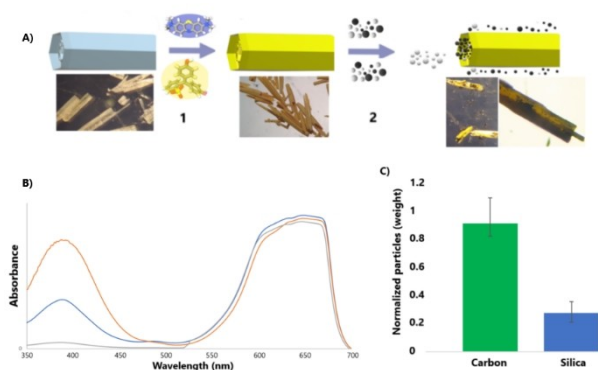 A)
1
2
B)
Absorbance
350
400
450
500
550
600
650
700
Wavelength (nm)
C)
Normalized particles (weight)
1.2
1
0.8
0.6
0.4
0.2
0
Carbon
Silica